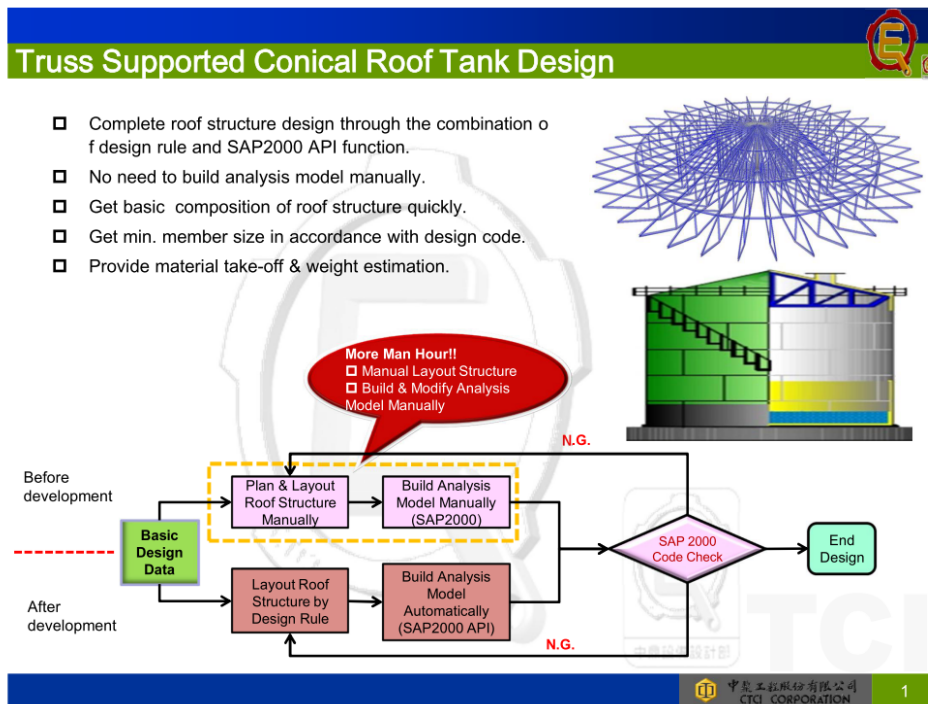 Truss Supported Conical Roof Tank Design
Complete roof structure design through the combination o
f design rule and SAP2000 API function.
No need to build analysis model manually.
Get basic composition of roof structure quickly.
Get min. member size in accordance with design code.
Provide material take-off & weight estimation.
More Man Hour!!
Manual Layout Structure
Build & Modify Analysis
Model Manually
N.G.
Before
development
Plan & Layout
Roof Structure
Manually
Build Analysis
Model Manually
(SAP2000)
Basic
Design
Data
SAP 2000
Code Check
End
Design
After
development
Layout Roof
Structure by
Design Rule
Build Analysis
Model
Automatically
(SAP2000 API)
N.G.
TCI
中鼎工程股份有限公司
CTCI CORPORATION
1